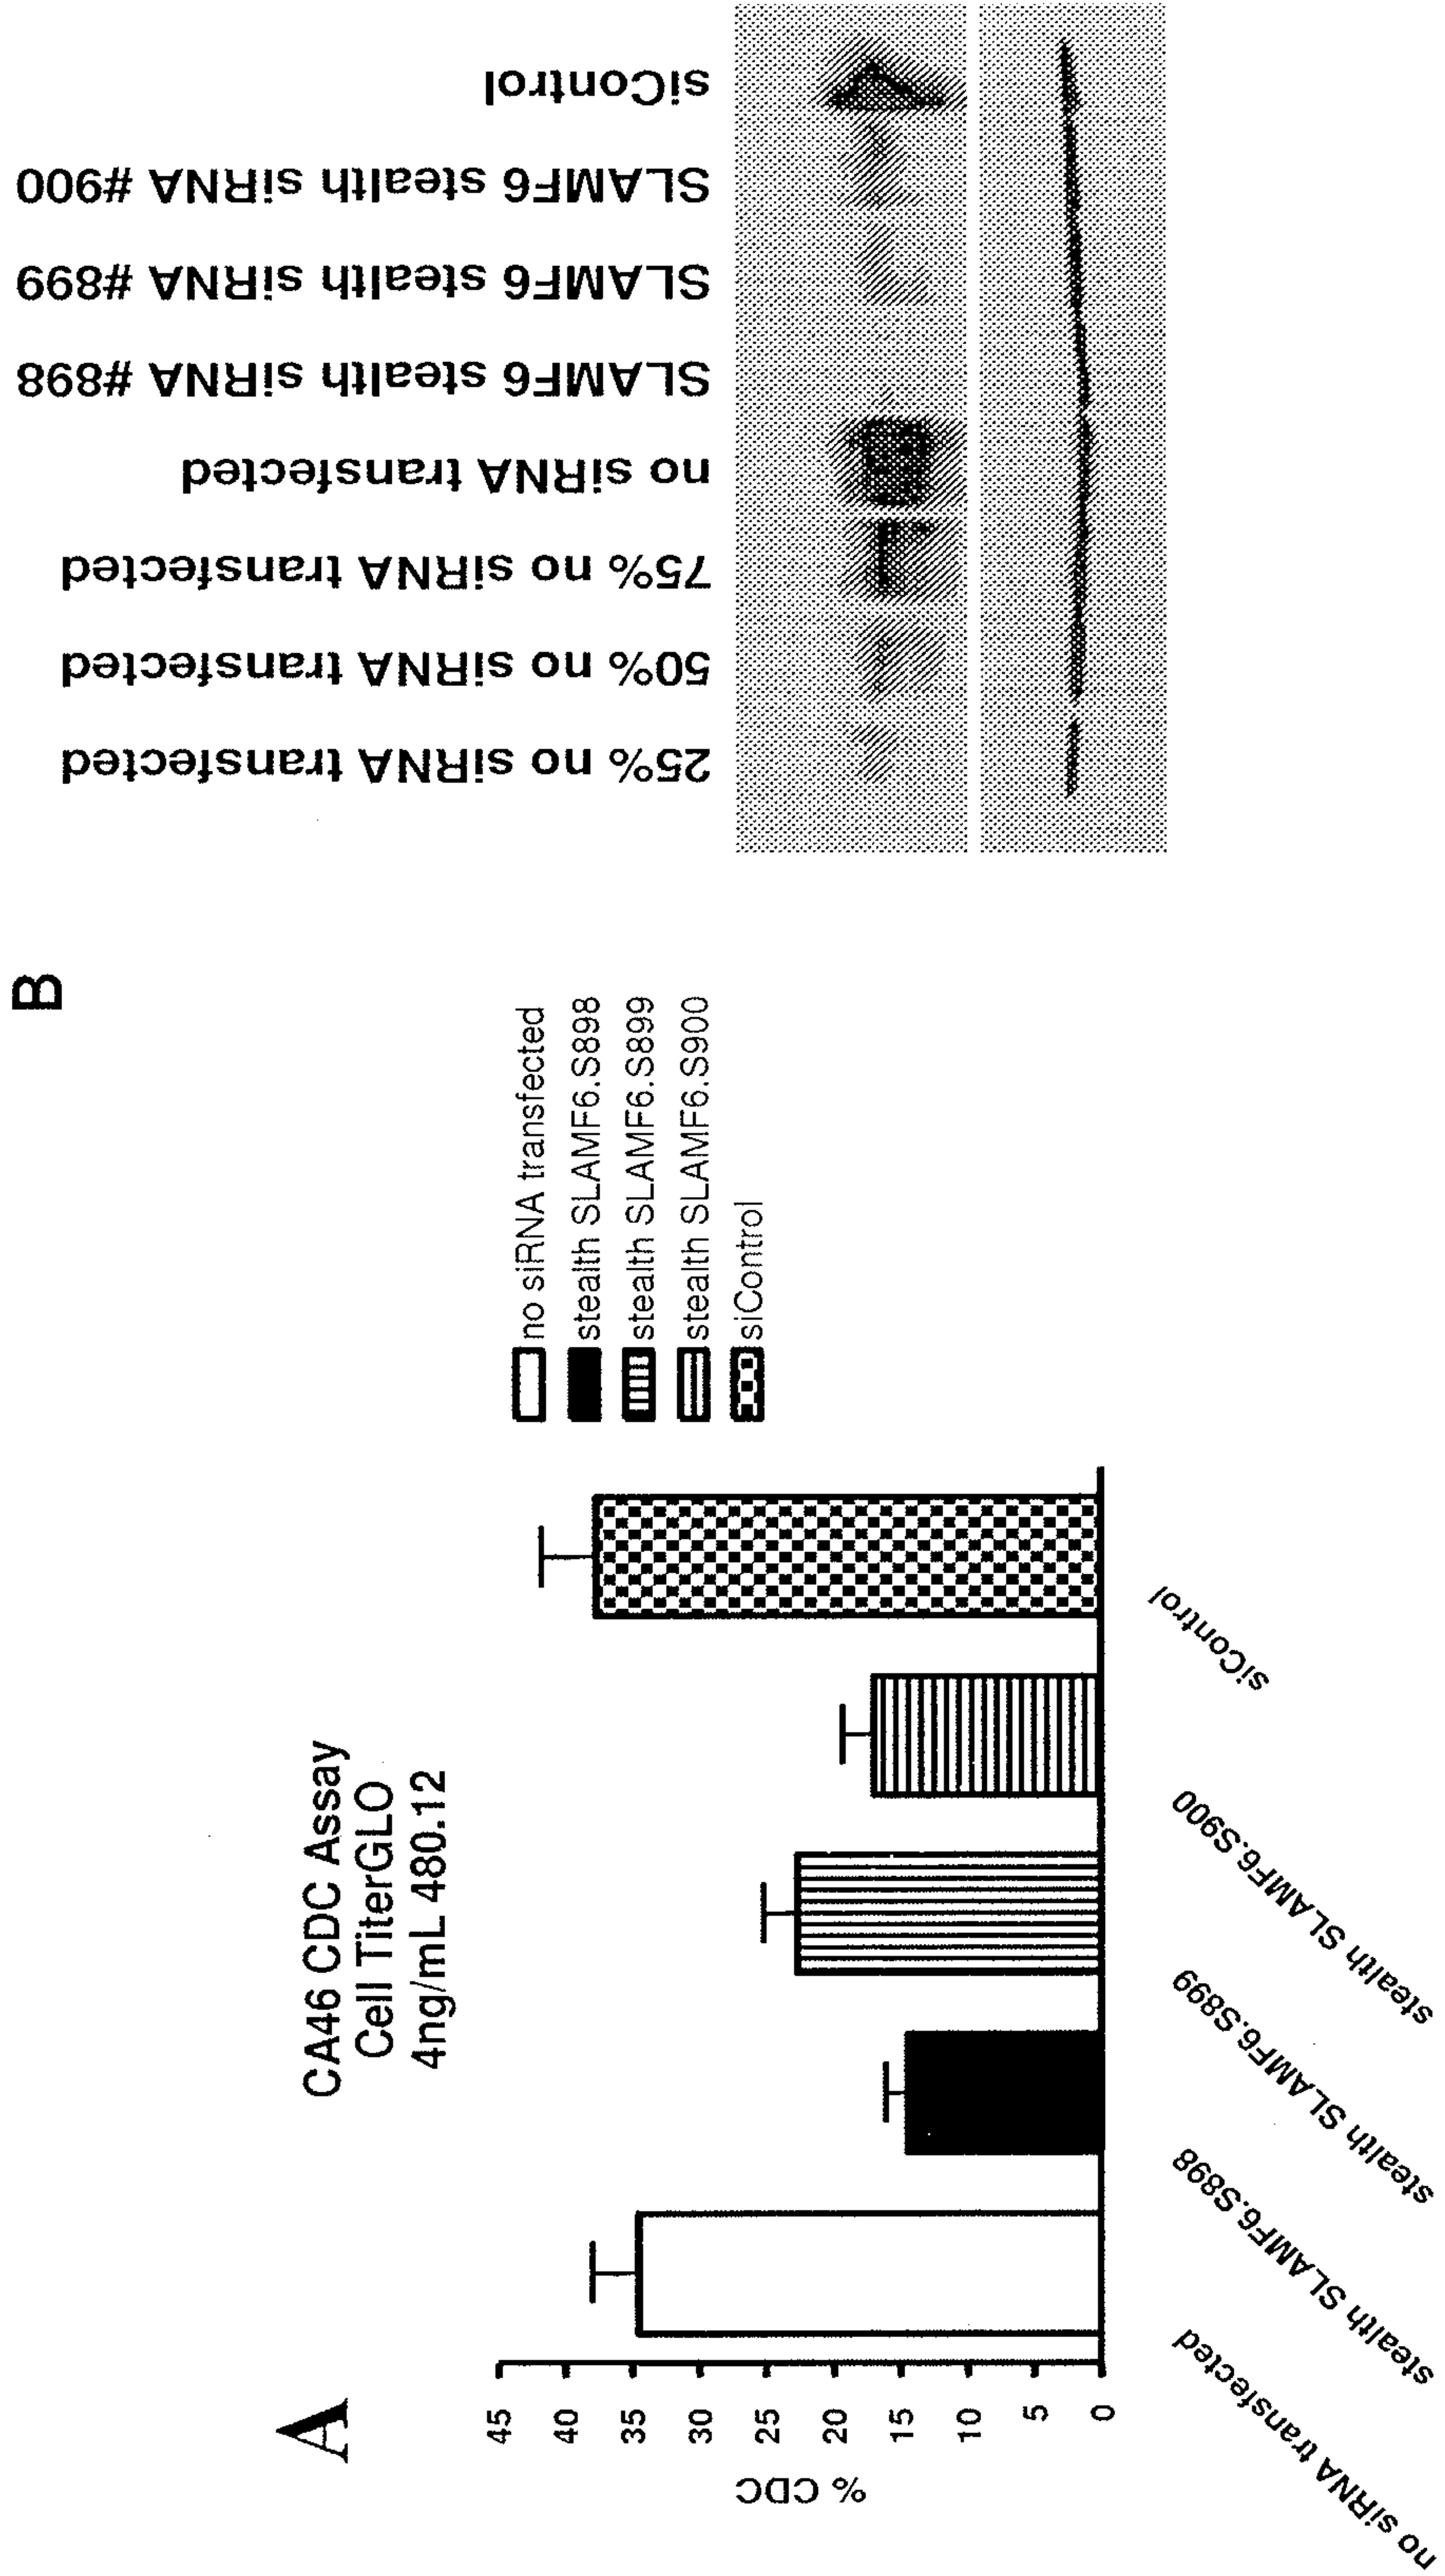 A
CA46 CDC Assay
Cell TiterGLO
4ng/mL 480.12
% CDC
45
40
35
30
25
20
15
10
5
0
no siRNA transfected
stealth SLAMF6.S898
stealth SLAMF6.S899
stealth SLAMF6.S900
siControl
no siRNA transfected
stealth SLAMF6.S898
stealth SLAMF6.S899
stealth SLAMF6.S900
siControl
B
25% no siRNA transfected
50% no siRNA transfected
75% no siRNA transfected
no siRNA transfected
SLAMF6 stealth siRNA #898
SLAMF6 stealth siRNA #899
SLAMF6 stealth siRNA #900
siControl